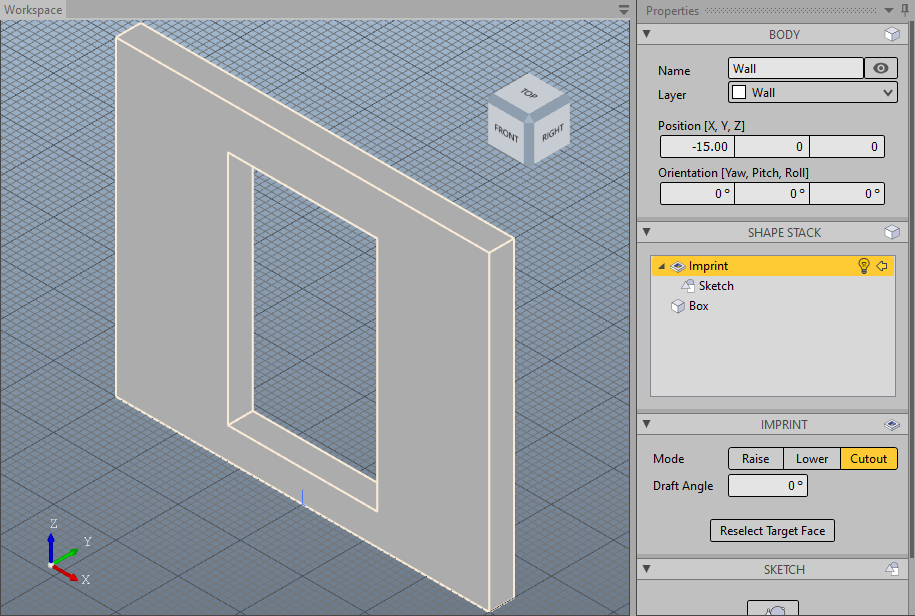 Workspace
TOP
FRONT
RIGHT
Z
Y
X
Properties
BODY
Name Wall
Layer Wall
Position [X, Y, Z]
-15.00 0 0
Orientation [Yaw, Pitch, Roll]
0 ° 0 ° 0 °
SHAPE STACK
Imprint
Sketch
Box
IMPRINT
Mode Raise Lower Cutout
Draft Angle 0 °
Reselect Target Face
SKETCH